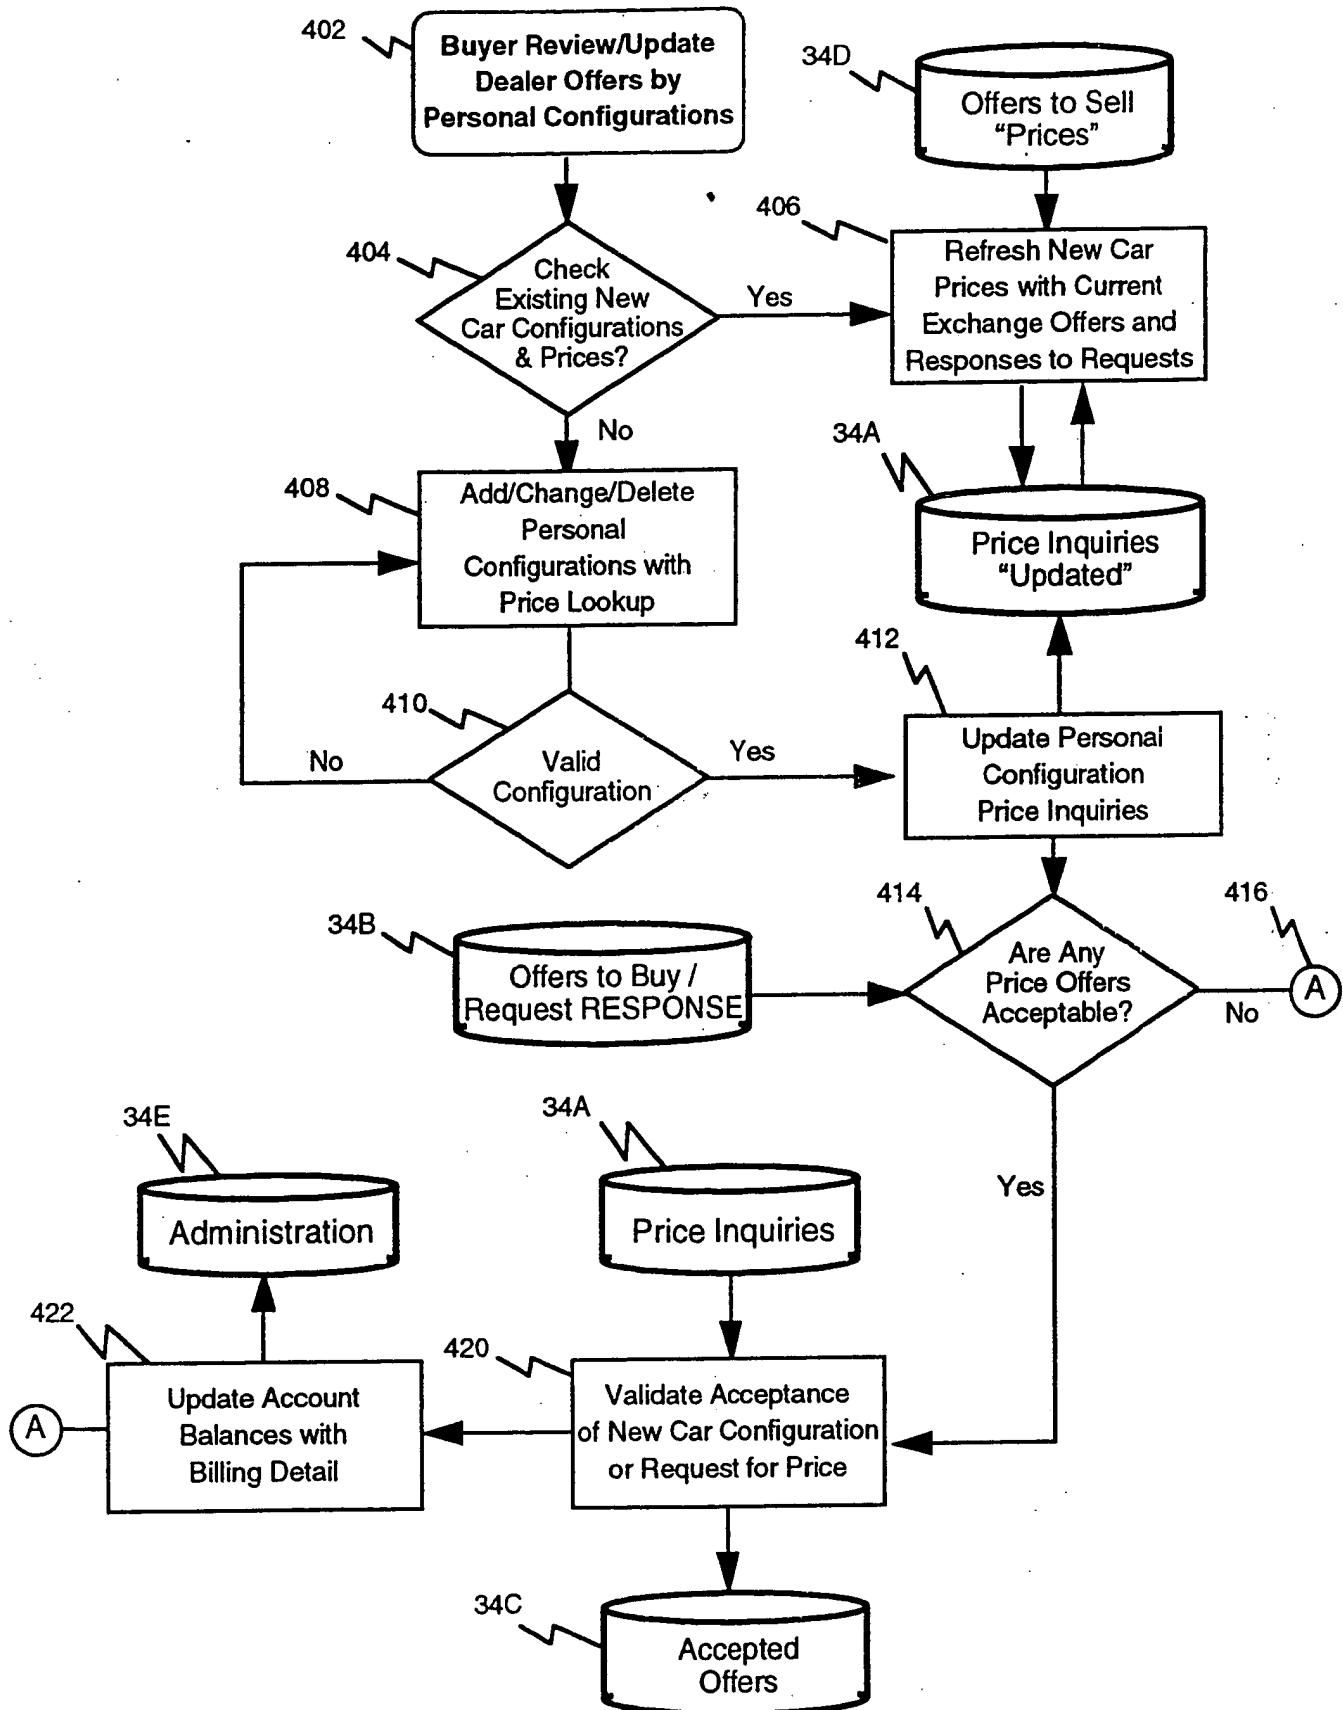 402
Buyer Review/Update
Dealer Offers by
Personal Configurations
34D
Offers to Sell
“Prices”
404
Check
Existing New
Car Configurations
& Prices?
Yes
No
406
Refresh New Car
Prices with Current
Exchange Offers and
Responses to Requests
34A
Price Inquiries
“Updated”
408
Add/Change/Delete
Personal
Configurations with
Price Lookup
410
Valid
Configuration
No
Yes
412
Update Personal
Configuration
Price Inquiries
34B
Offers to Buy /
Request RESPONSE
414
Are Any
Price Offers
Acceptable?
416
A
No
Yes
34E
Administration
34A
Price Inquiries
422
Update Account
Balances with
Billing Detail
A
420
Validate Acceptance
of New Car Configuration
or Request for Price
34C
Accepted
Offers